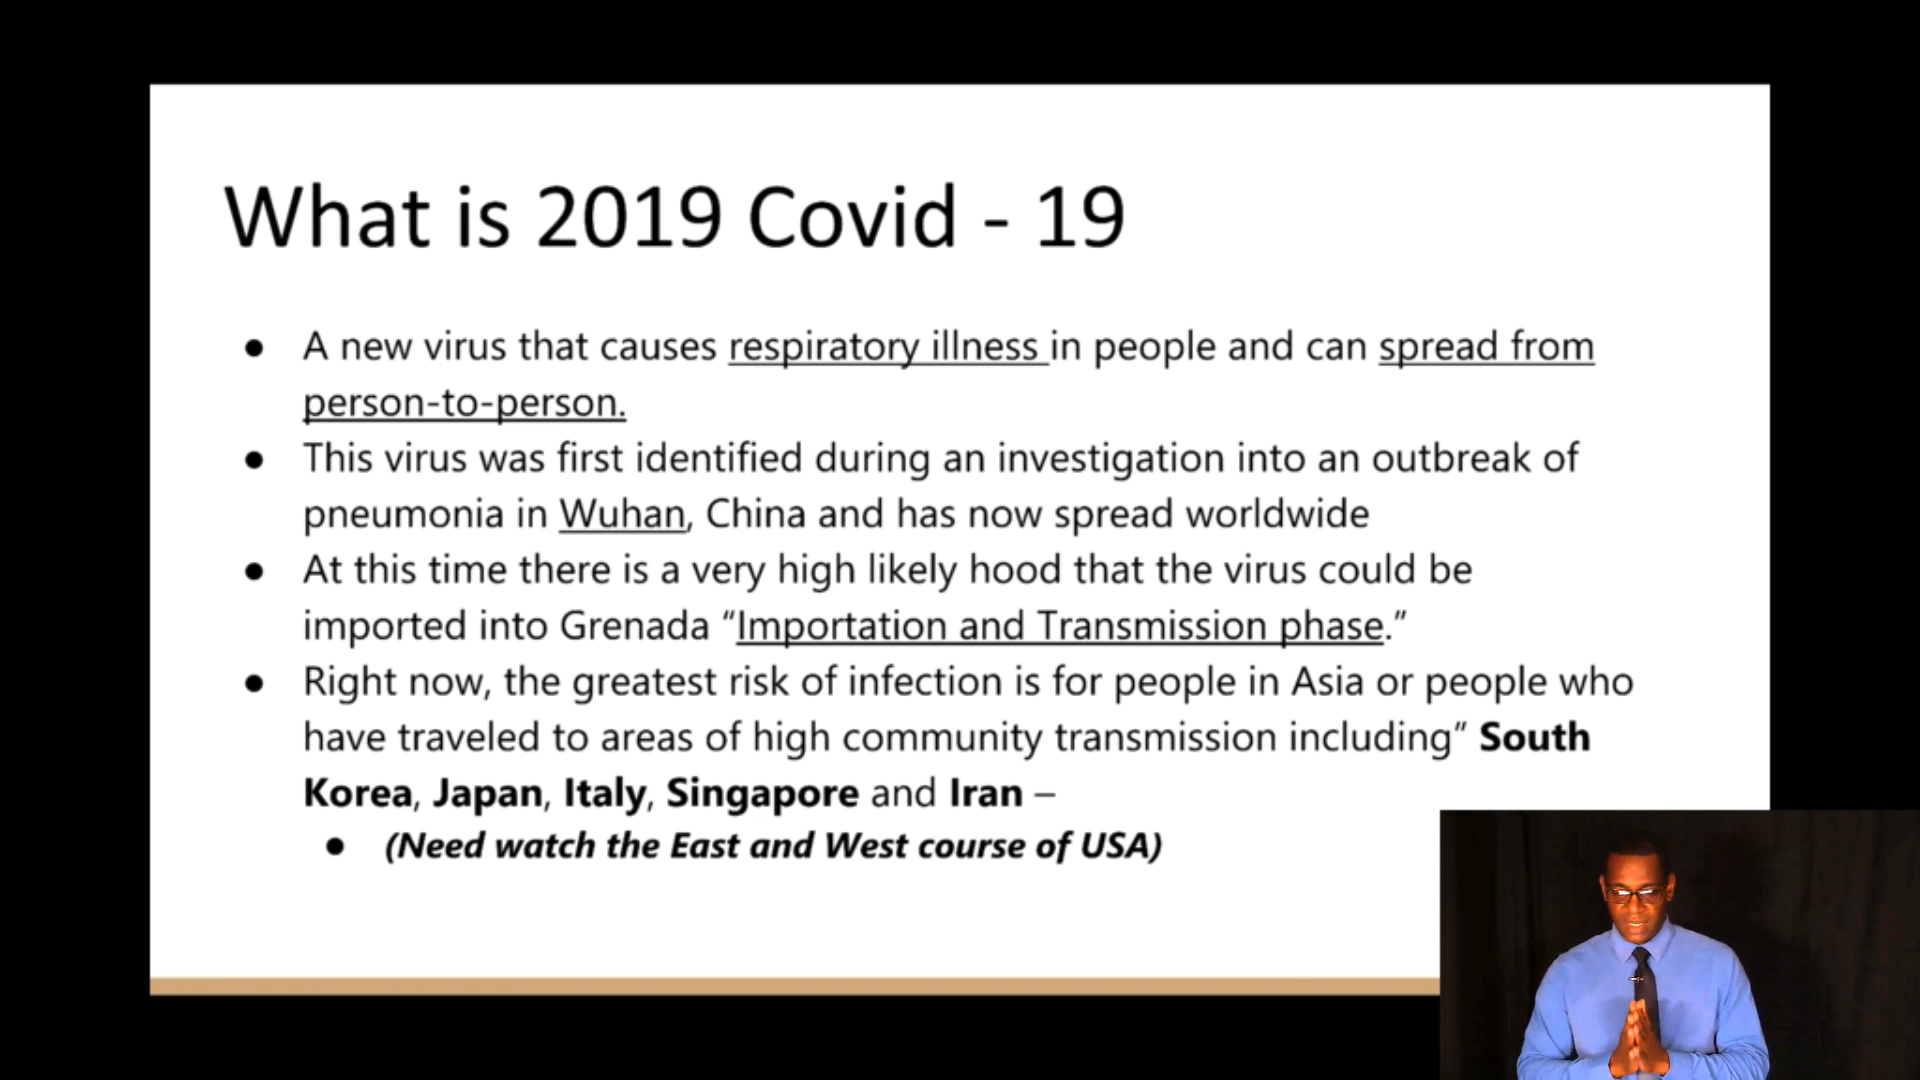 What is 2019 Covid - 19
● A new virus that causes respiratory illness in people and can spread from
person-to-person.
● This virus was first identified during an investigation into an outbreak of
pneumonia in Wuhan, China and has now spread worldwide
● At this time there is a very high likely hood that the virus could be
imported into Grenada “Importation and Transmission phase.”
● Right now, the greatest risk of infection is for people in Asia or people who
have traveled to areas of high community transmission including” South
Korea, Japan, Italy, Singapore and Iran –
● (Need watch the East and West course of USA)